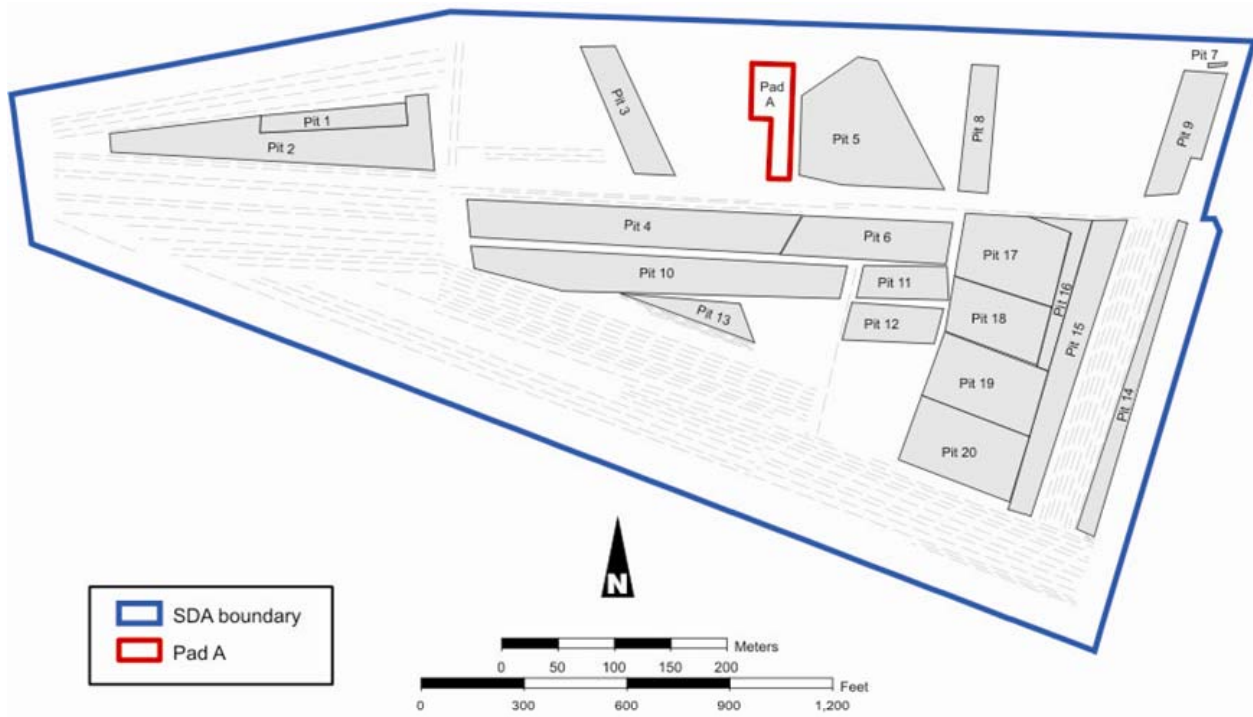 Pit 7
Pit 1
Pit 2
Pit 3
Pad
A
Pit 5
Pit 8
Pit 9
Pit 4
Pit 6
Pit 10
Pit 11
Pit 13
Pit 12
Pit 17
Pit 16
Pit 18
Pit 15
Pit 19
Pit 14
Pit 20
N
SDA boundary
Pad A
Meters
0 50 100 150 200
Feet
0 300 600 900 1,200